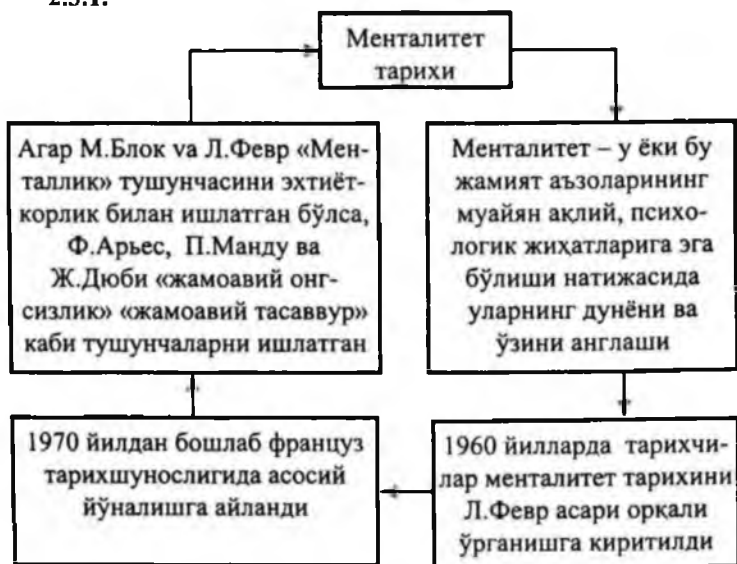 2.3.1.
Менталитет
тарихи
Агар М.Блок va Л.Февр «Мен-
таллик» тушунчасини эхтиёт-
корлик билан ишлатган бўлса,
Ф.Арьес, П.Манду ва
Ж.Дюби «жамоавий онг-
сизлик» «жамоавий тасаввур»
каби тушунчаларни ишлатган
Менталитет – у ёки бу
жамият аъзоларининг
муайян ақлий, психо-
логик жиҳатларига эга
бўлиши натижасида
уларнинг дунёни ва
ўзини англаши
1970 йилдан бошлаб француз
тарихшунослигида асосий
йўналишга айланди
1960 йилларда тарихчи-
лар менталитет тарихини
Л.Февр асари орқали
ўрганишга киритилди